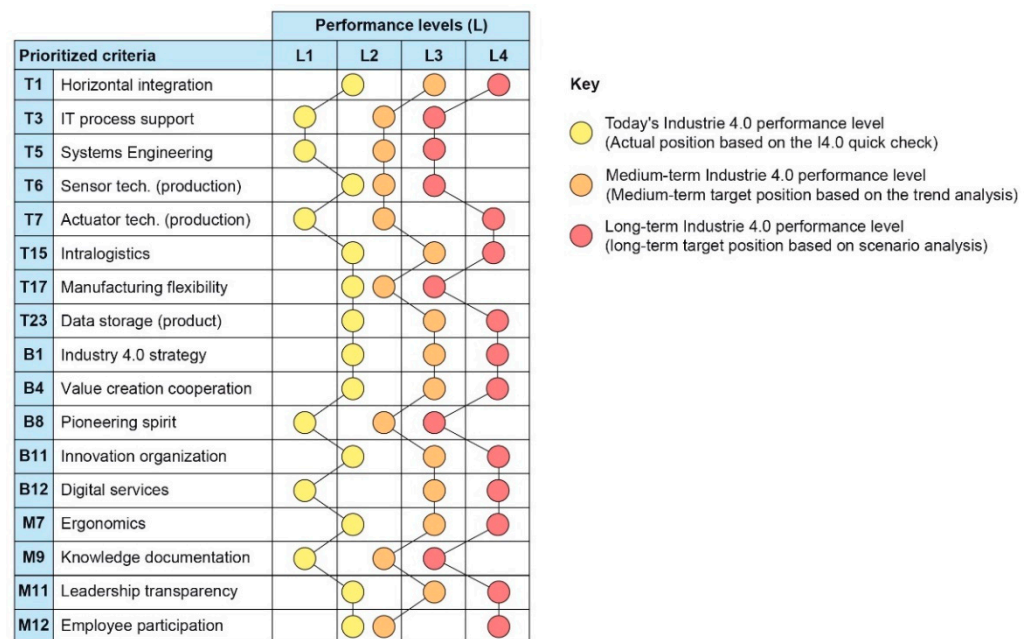 Performance levels (L)
Prioritized criteria L1 L2 L3 L4
T1 Horizontal integration
T3 IT process support
T5 Systems Engineering
T6 Sensor tech. (production)
T7 Actuator tech. (production)
T15 Intralogistics
T17 Manufacturing flexibility
T23 Data storage (product)
B1 Industry 4.0 strategy
B4 Value creation cooperation
B8 Pioneering spirit
B11 Innovation organization
B12 Digital services
M7 Ergonomics
M9 Knowledge documentation
M11 Leadership transparency
M12 Employee participation
Key
Today's Industrie 4.0 performance level
(Actual position based on the I4.0 quick check)
Medium-term Industrie 4.0 performance level
(Medium-term target position based on the trend analysis)
Long-term Industrie 4.0 performance level
(long-term target position based on scenario analysis)